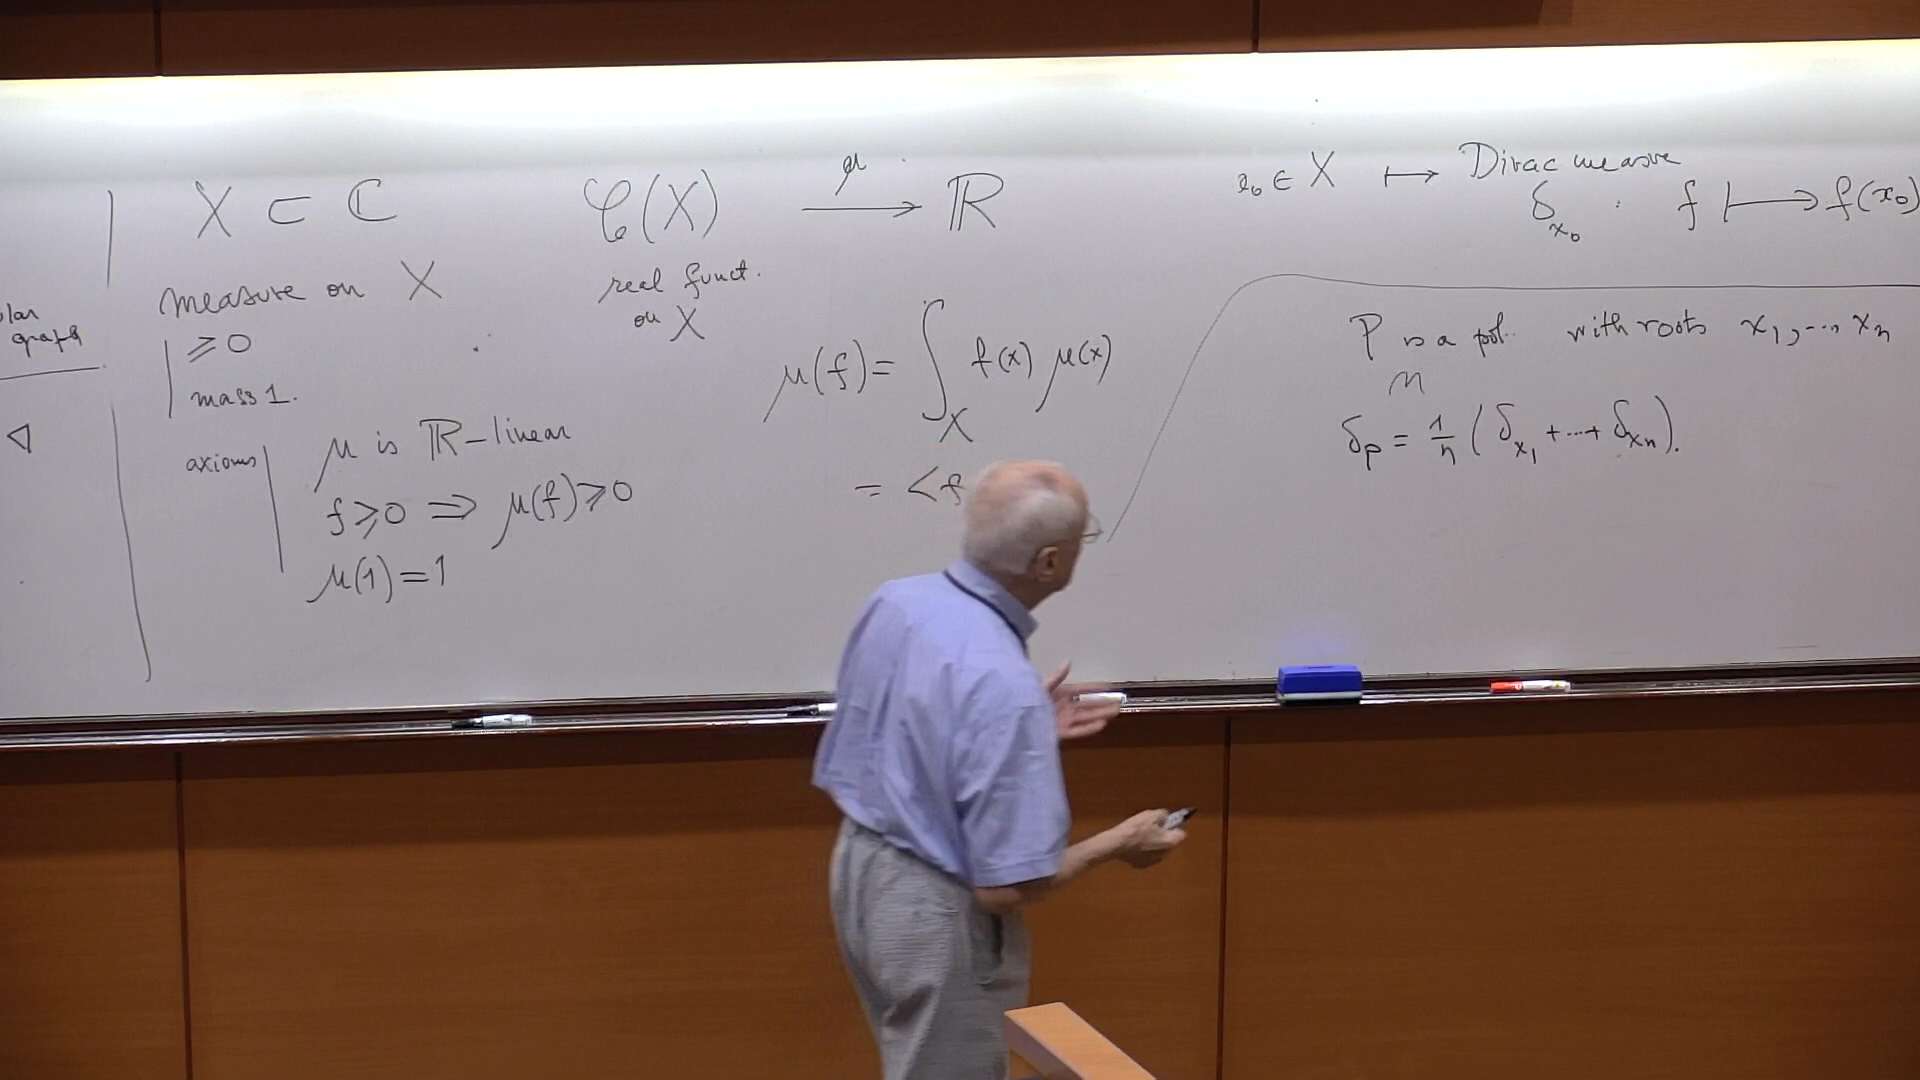 graph
X ⊂ ℂ
measure on X
≥ 0
mass 1.
axioms
μ is ℝ-linear
f ≥ 0 ⇒ μ(f) ≥ 0
μ(1) = 1
𝒞(X) —μ→ ℝ
real funct.
on X
μ(f) = ∫_X f(x) μ(x)
= <f
x₀ ∈ X ↦ Dirac measure
δ_{x₀} : f ↦ f(x₀)
P is a pol. with roots x₁, ... xₙ
n
δ_P = 1/n ( δ_{x₁} + ... + δ_{xₙ} ).